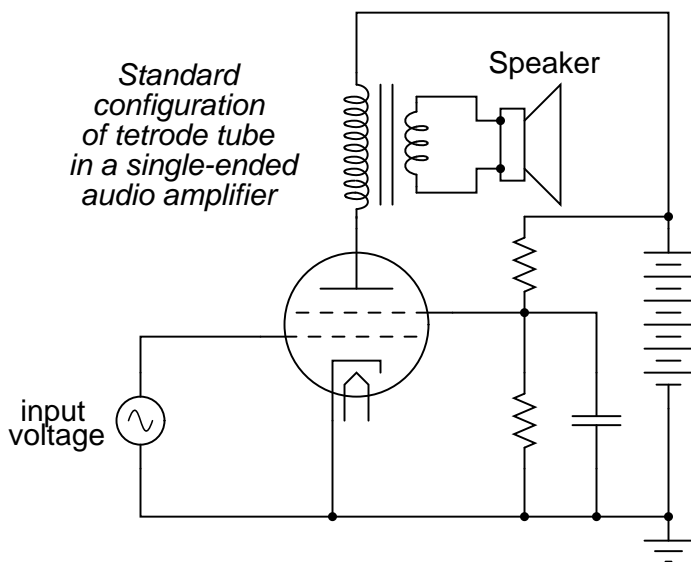 Standard
configuration
of tetrode tube
in a single-ended
audio amplifier
Speaker
input
voltage